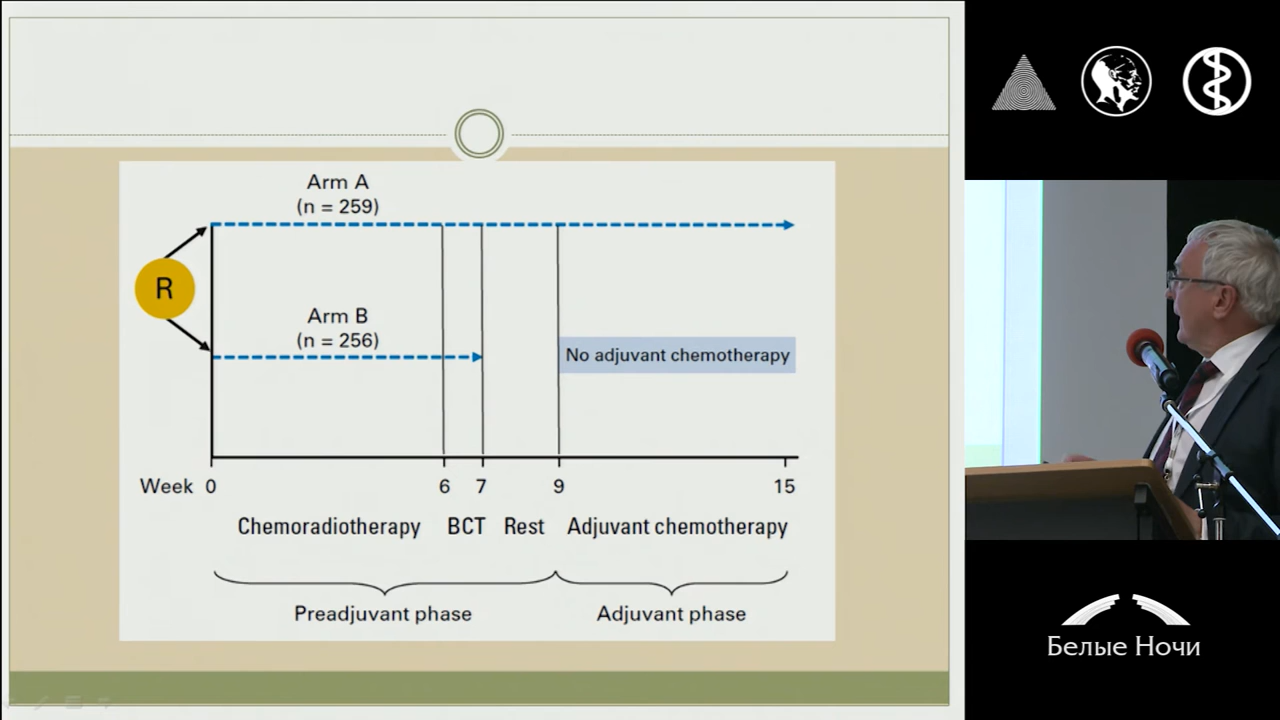 Arm A
(n = 259)
R
Arm B
(n = 256)
No adjuvant chemotherapy
Week 0 6 7 9 15
Chemoradiotherapy BCT Rest Adjuvant chemotherapy
Preadjuvant phase Adjuvant phase
Белые Ночи